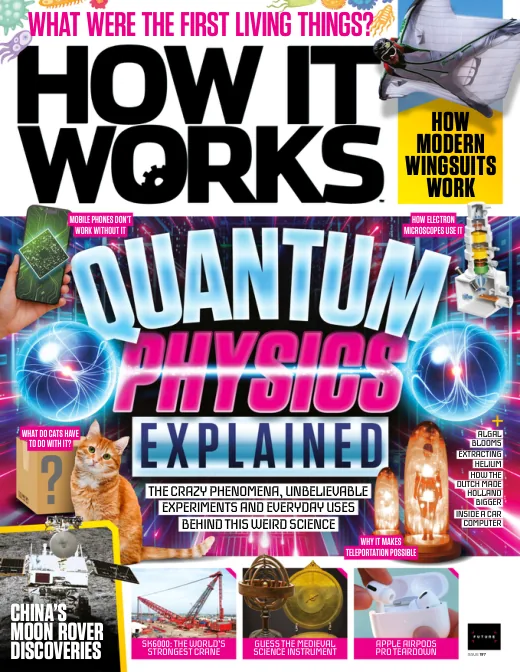 WHAT WERE THE FIRST LIVING THINGS?
HOW IT
WORKS
HOW
MODERN
WINGSUITS
WORK
MOBILE PHONES DON'T
WORK WITHOUT IT
HOW ELECTRON
MICROSCOPES USE IT
QUANTUM
PHYSICS
EXPLAINED
WHAT DO CATS HAVE
TO DO WITH IT?
?
THE CRAZY PHENOMENA, UNBELIEVABLE
EXPERIMENTS AND EVERYDAY USES
BEHIND THIS WEIRD SCIENCE
WHY IT MAKES
TELEPORTATION POSSIBLE
+
ALGAL
BLOOMS
EXTRACTING
HELIUM
HOW THE
DUTCH MADE
HOLLAND
BIGGER
INSIDE A CAR
COMPUTER
CHINA'S
MOON ROVER
DISCOVERIES
SK6000: THE WORLD'S
STRONGEST CRANE
GUESS THE MEDIEVAL
SCIENCE INSTRUMENT
APPLE AIRPODS
PRO TEARDOWN
FUTURE
ISSUE 197